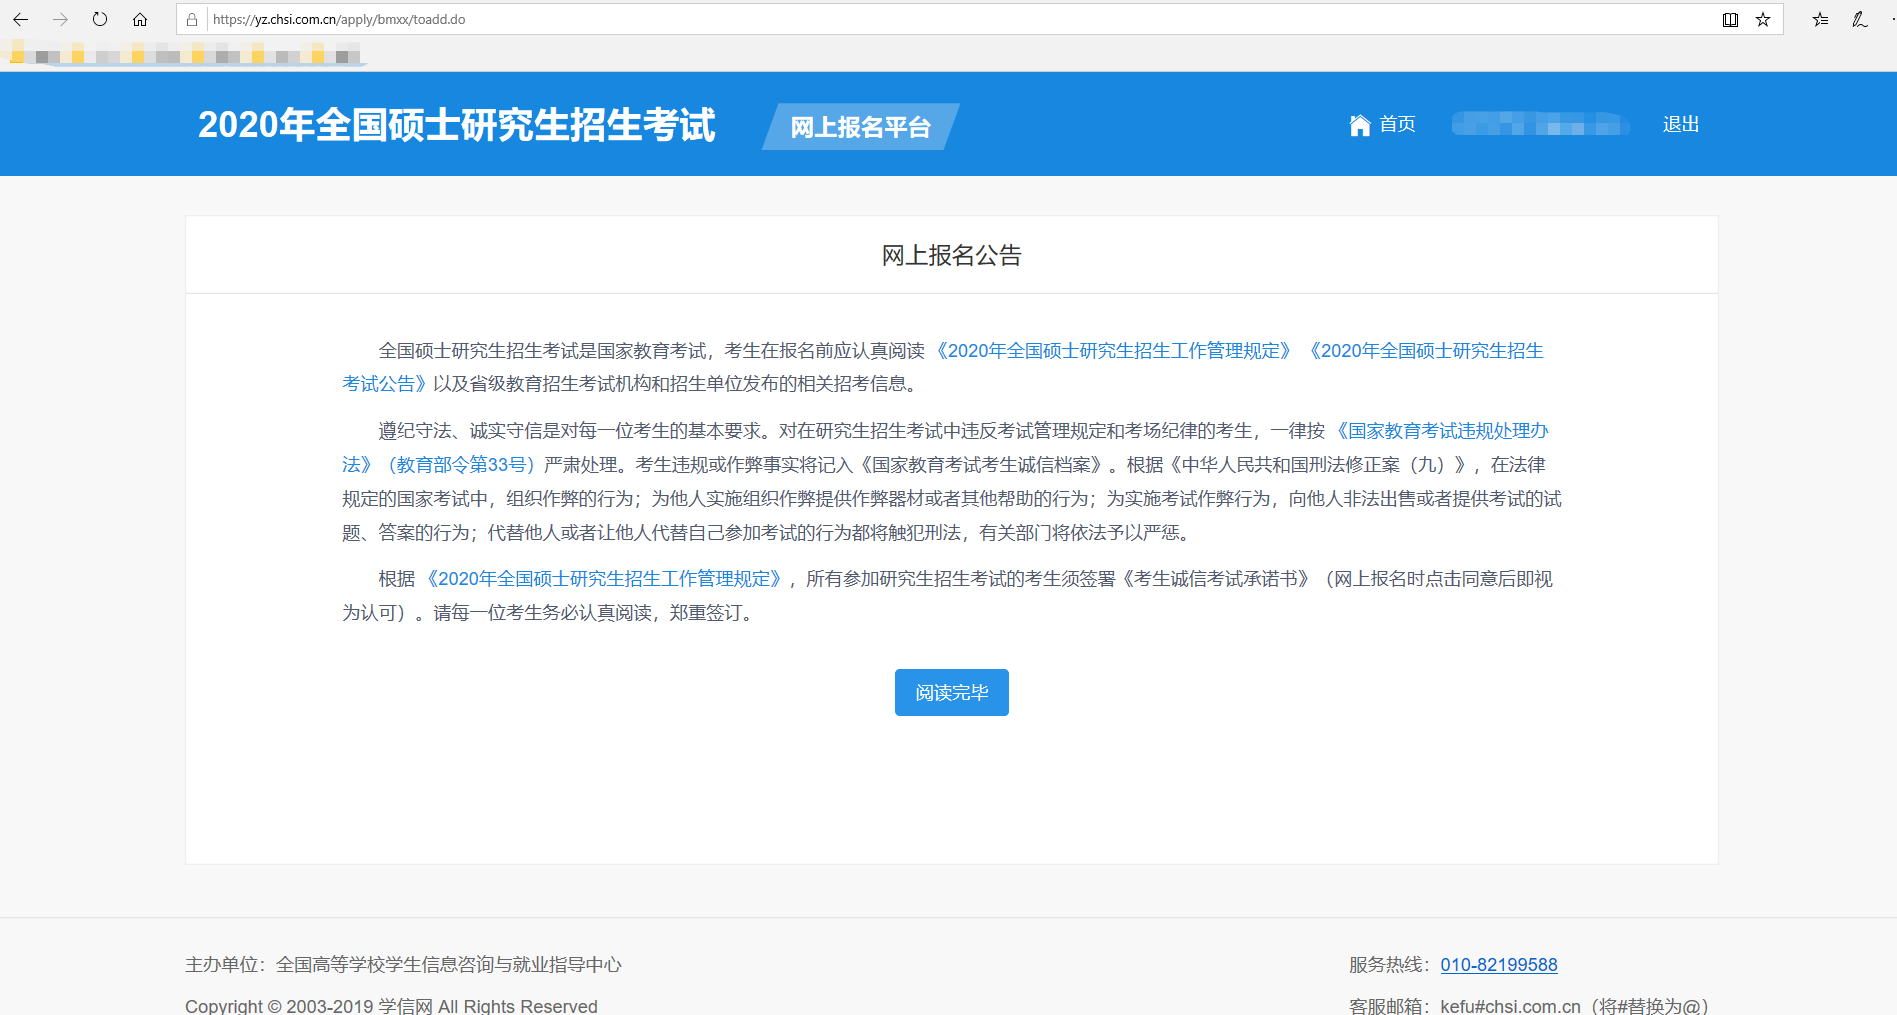 https://yz.chsi.com.cn/apply/bmxx/toadd.do
2020年全国硕士研究生招生考试 网上报名平台 首页 退出
网上报名公告
全国硕士研究生招生考试是国家教育考试，考生在报名前应认真阅读 《2020年全国硕士研究生招生工作管理规定》 《2020年全国硕士研究生招生
考试公告》以及省级教育招生考试机构和招生单位发布的相关招考信息。
遵纪守法、诚实守信是对每一位考生的基本要求。对在研究生招生考试中违反考试管理规定和考场纪律的考生，一律按 《国家教育考试违规处理办
法》（教育部令第33号）严肃处理。考生违规或作弊事实将记入《国家教育考试考生诚信档案》。根据《中华人民共和国刑法修正案（九）》，在法律
规定的国家考试中，组织作弊的行为；为他人实施组织作弊提供作弊器材或者其他帮助的行为；为实施考试作弊行为，向他人非法出售或者提供考试的试
题、答案的行为；代替他人或者让他人代替自己参加考试的行为都将触犯刑法，有关部门将依法予以严惩。
根据 《2020年全国硕士研究生招生工作管理规定》，所有参加研究生招生考试的考生须签署《考生诚信考试承诺书》（网上报名时点击同意后即视
为认可）。请每一位考生务必认真阅读，郑重签订。
阅读完毕
主办单位：全国高等学校学生信息咨询与就业指导中心
服务热线：010-82199588
Copyright © 2003-2019 学信网 All Rights Reserved
客服邮箱：kefu#chsi.com.cn（将#替换为@）